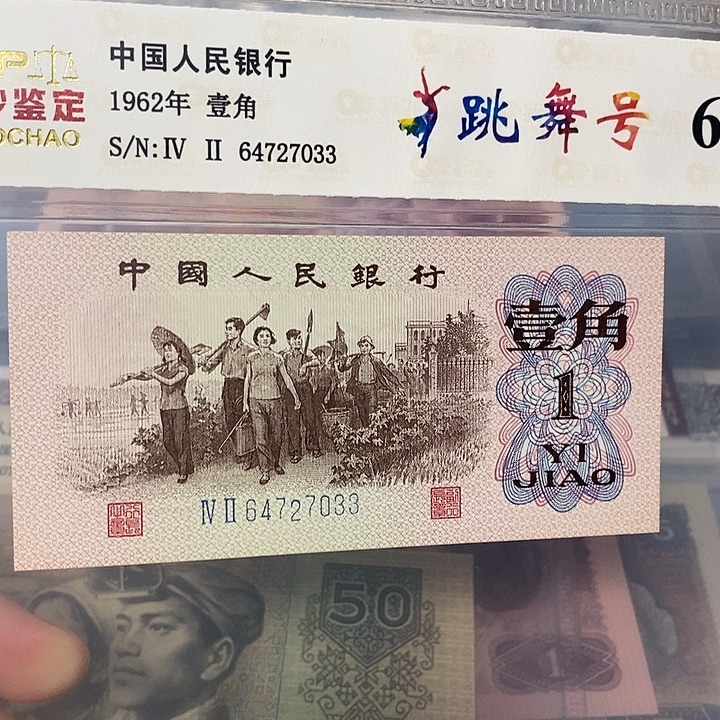 中国人民银行
1962年 壹角
S/N: Ⅳ Ⅱ 64727033
鉴定
OCHAO
跳舞号
6
中國人民銀行
壹角
1
YI
JIAO
Ⅳ Ⅱ 64727033
50
1
5